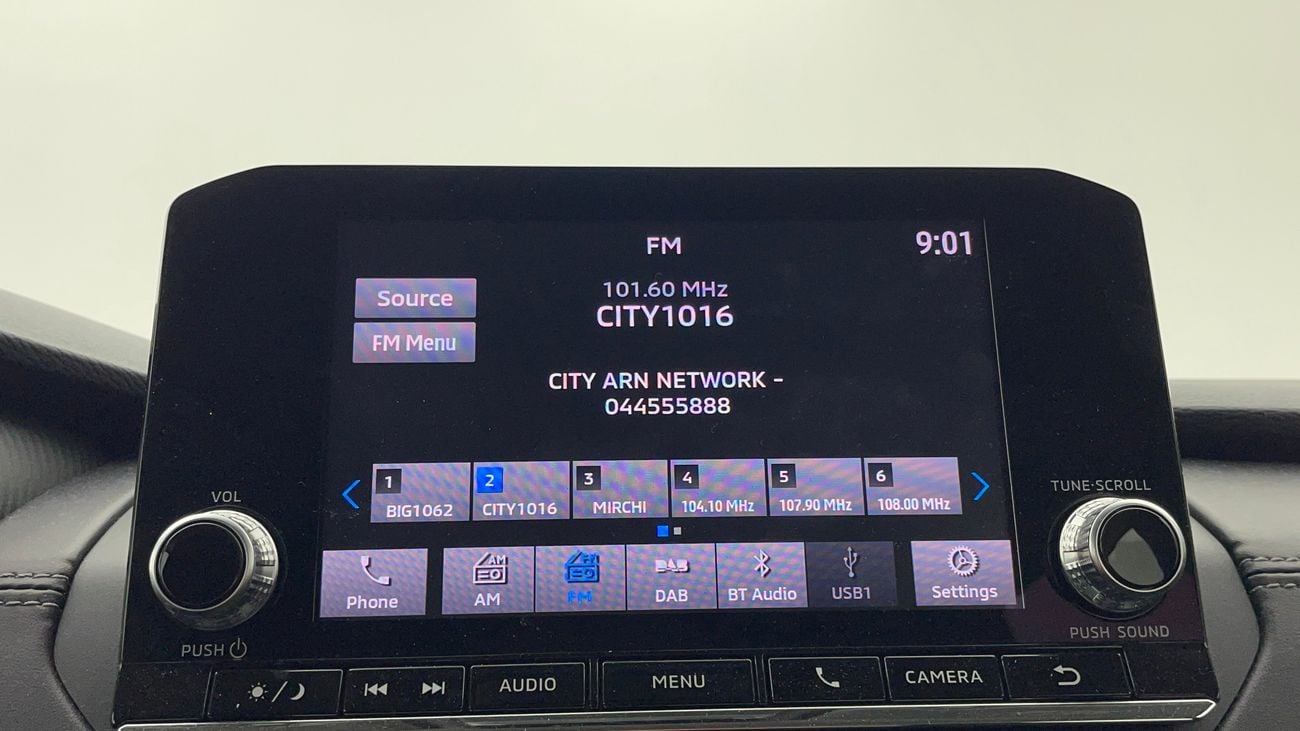 FM
9:01
Source
101.60 MHz
CITY1016
FM Menu
CITY ARN NETWORK -
044555888
1 2 3 4 5 6
BIG1062 CITY1016 MIRCHI 104.10 MHz 107.90 MHz 108.00 MHz
VOL
TUNE·SCROLL
AM
Phone AM FM DAB BT Audio USB1 Settings
PUSH
PUSH SOUND
AUDIO MENU CAMERA